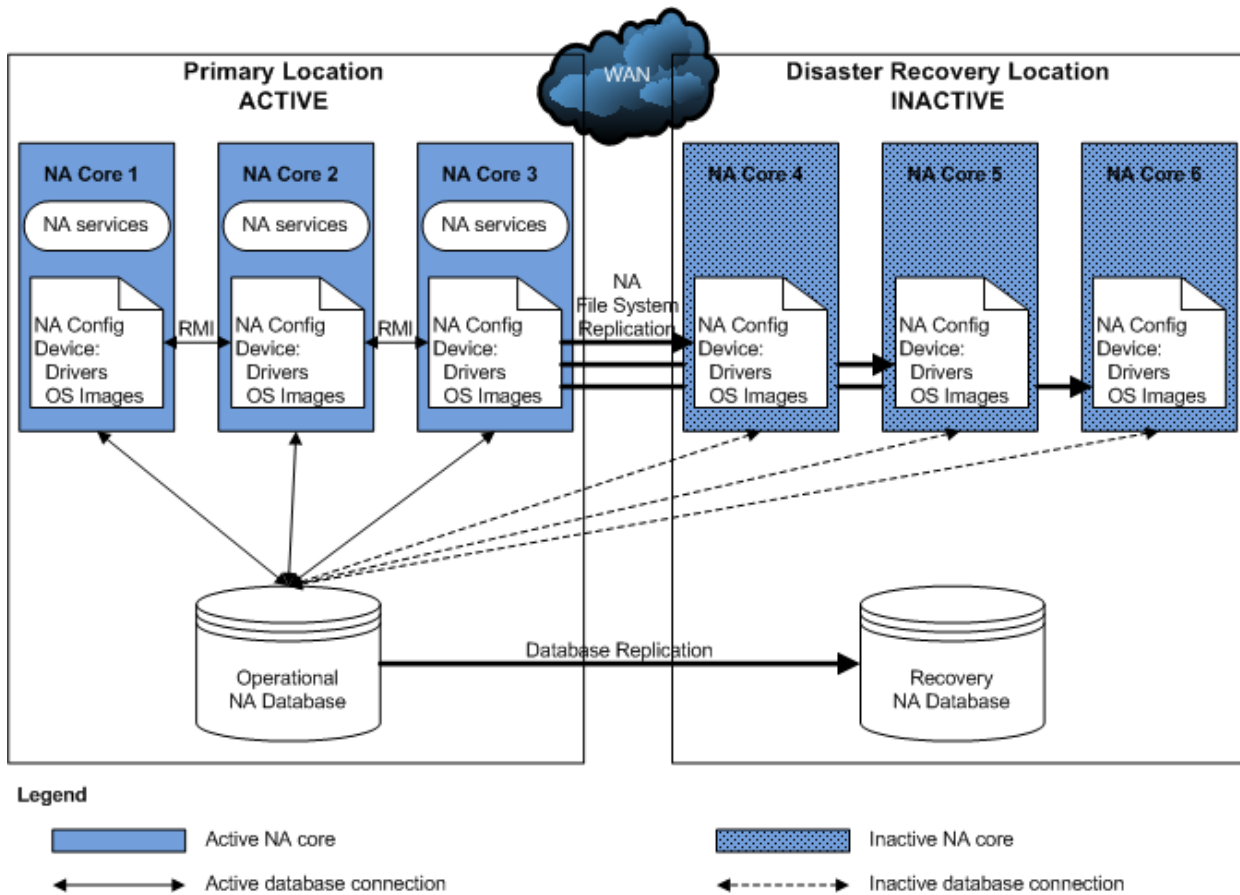 WAN
Primary Location
ACTIVE
Disaster Recovery Location
INACTIVE
NA Core 1
NA Core 2
NA Core 3
NA Core 4
NA Core 5
NA Core 6
NA services
NA services
NA services
NA
File System
Replication
NA Config
Device:
Drivers
OS Images
RMI
NA Config
Device:
Drivers
OS Images
RMI
NA Config
Device:
Drivers
OS Images
NA Config
Device:
Drivers
OS Images
NA Config
Device:
Drivers
OS Images
NA Config
Device:
Drivers
OS Images
Operational
NA Database
Database Replication
Recovery
NA Database
Legend
Active NA core
Inactive NA core
Active database connection
Inactive database connection